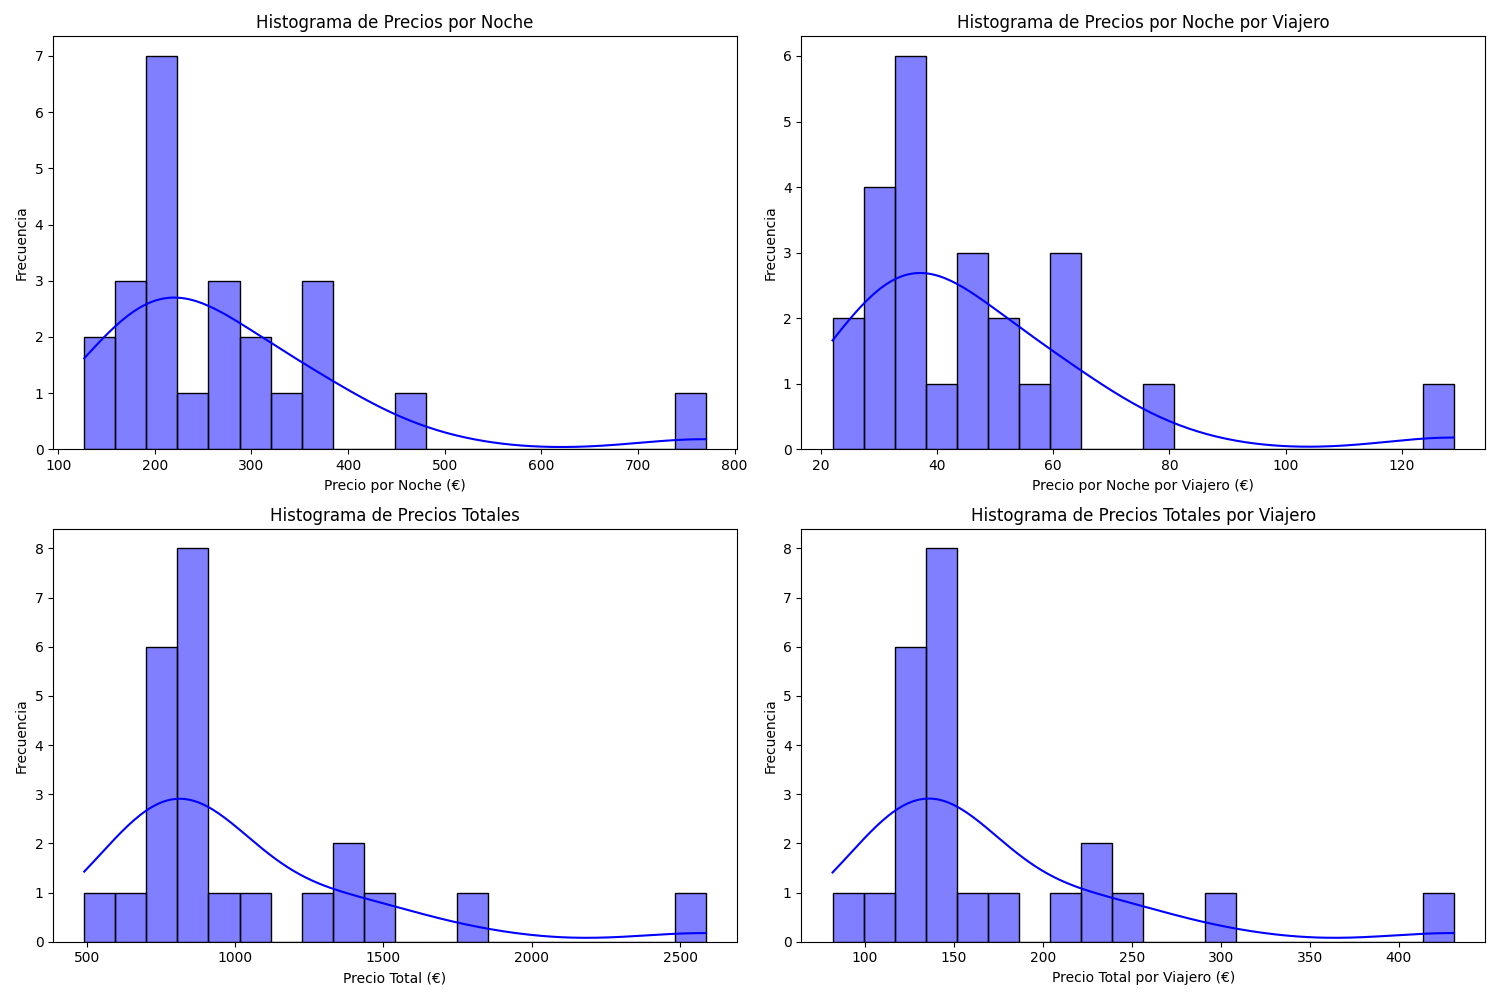 Histograma de Precios por Noche
7
6
5
4
3
2
1
0
Frecuencia
100 200 300 400 500 600 700 800
Precio por Noche (€)
Histograma de Precios por Noche por Viajero
6
5
4
3
2
1
0
Frecuencia
20 40 60 80 100 120
Precio por Noche por Viajero (€)
Histograma de Precios Totales
8
7
6
5
4
3
2
1
0
Frecuencia
500 1000 1500 2000 2500
Precio Total (€)
Histograma de Precios Totales por Viajero
8
7
6
5
4
3
2
1
0
Frecuencia
100 150 200 250 300 350 400
Precio Total por Viajero (€)